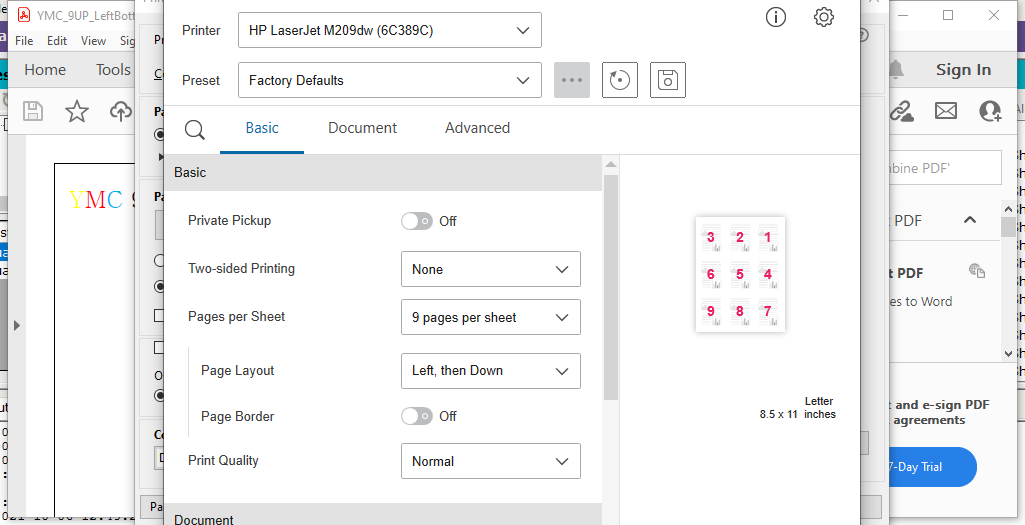 YMC_9UP_LeftBott
File Edit View Sig
Home Tools
YMC 9
Printer HP LaserJet M209dw (6C389C)
Preset Factory Defaults
Basic Document Advanced
Basic
Private Pickup Off
Two-sided Printing None
Pages per Sheet 9 pages per sheet
Page Layout Left, then Down
Page Border Off
Print Quality Normal
Document
3 2 1
6 5 4
9 8 7
Letter
8.5 x 11 inches
Sign In
bine PDF'
PDF
t PDF
es to Word
t and e-sign PDF
agreements
7-Day Trial